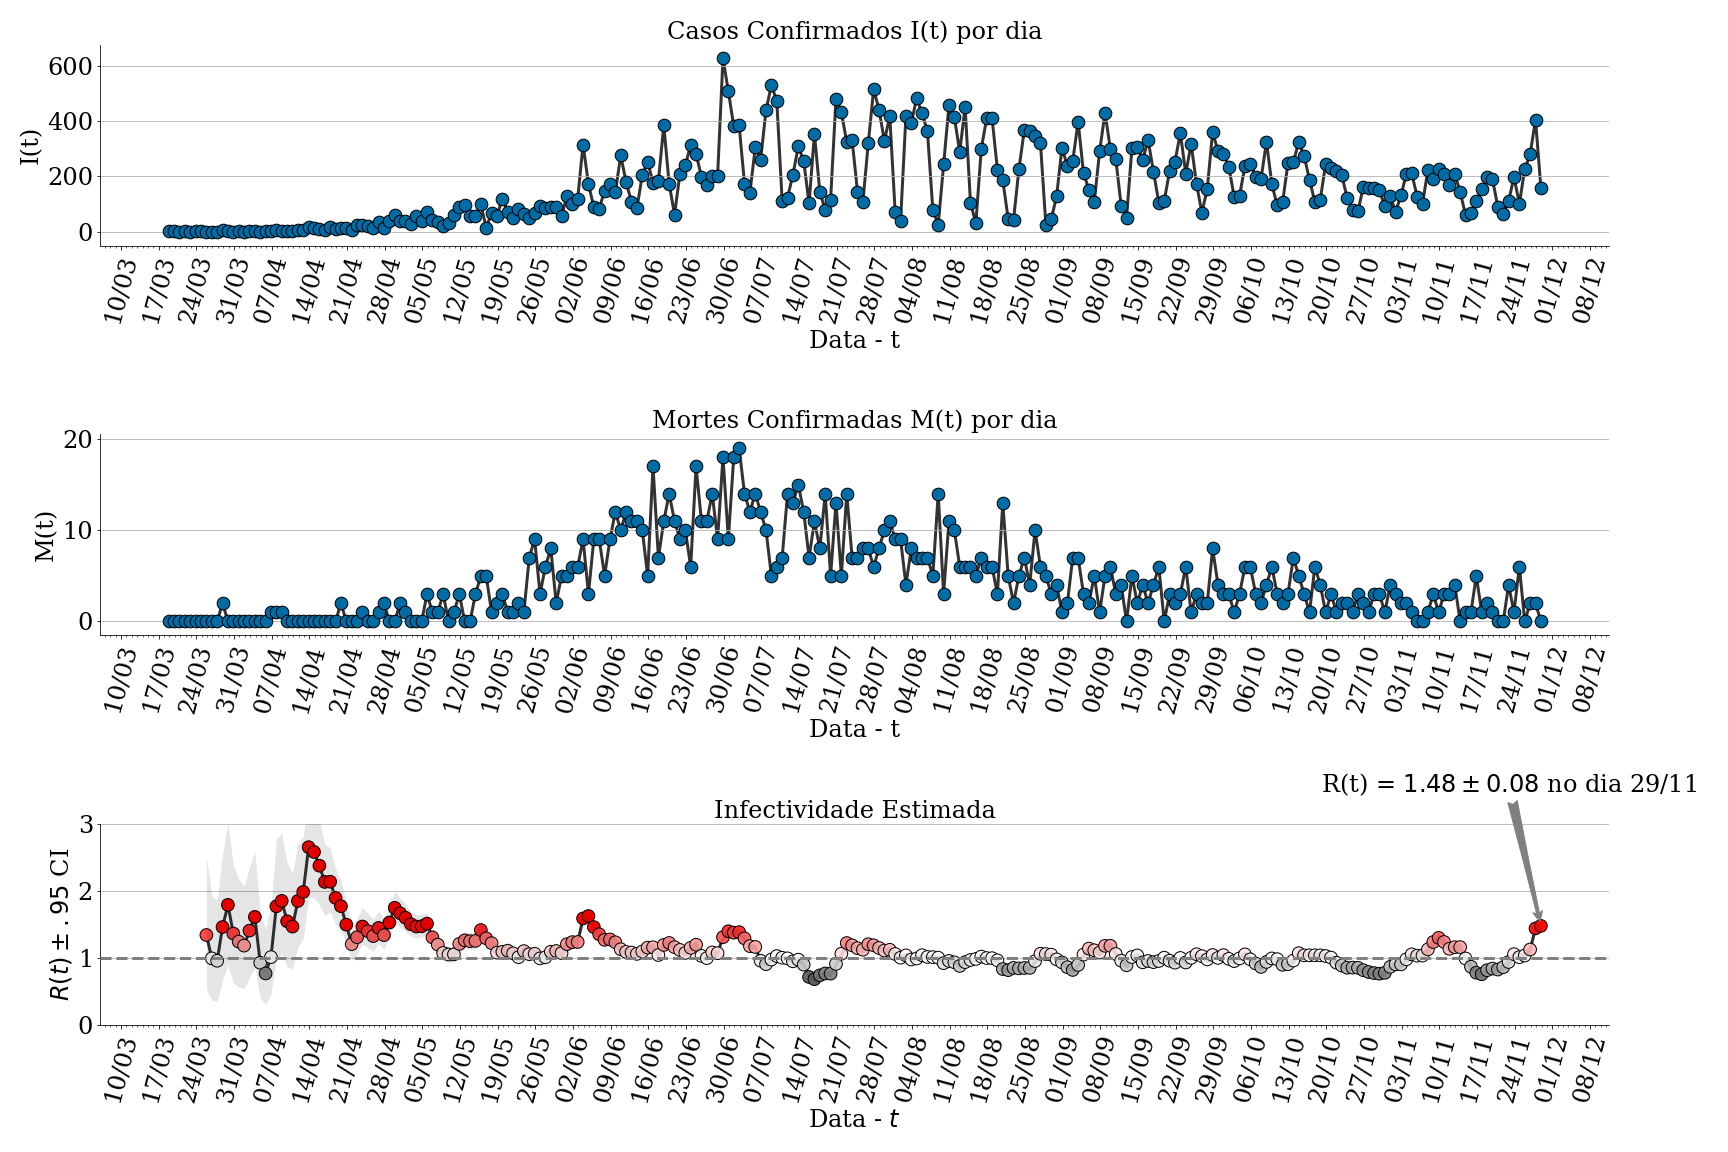 Casos Confirmados I(t) por dia
600
400
200
0
I(t)
10/03 17/03 24/03 31/03 07/04 14/04 21/04 28/04 05/05 12/05 19/05 26/05 02/06 09/06 16/06 23/06 30/06 07/07 14/07 21/07 28/07 04/08 11/08 18/08 25/08 01/09 08/09 15/09 22/09 29/09 06/10 13/10 20/10 27/10 03/11 10/11 17/11 24/11 01/12 08/12
Data - t
Mortes Confirmadas M(t) por dia
20
10
0
M(t)
10/03 17/03 24/03 31/03 07/04 14/04 21/04 28/04 05/05 12/05 19/05 26/05 02/06 09/06 16/06 23/06 30/06 07/07 14/07 21/07 28/07 04/08 11/08 18/08 25/08 01/09 08/09 15/09 22/09 29/09 06/10 13/10 20/10 27/10 03/11 10/11 17/11 24/11 01/12 08/12
Data - t
R(t) = 1.48 ± 0.08 no dia 29/11
Infectividade Estimada
3
2
1
0
R(t) ± .95 CI
10/03 17/03 24/03 31/03 07/04 14/04 21/04 28/04 05/05 12/05 19/05 26/05 02/06 09/06 16/06 23/06 30/06 07/07 14/07 21/07 28/07 04/08 11/08 18/08 25/08 01/09 08/09 15/09 22/09 29/09 06/10 13/10 20/10 27/10 03/11 10/11 17/11 24/11 01/12 08/12
Data - t